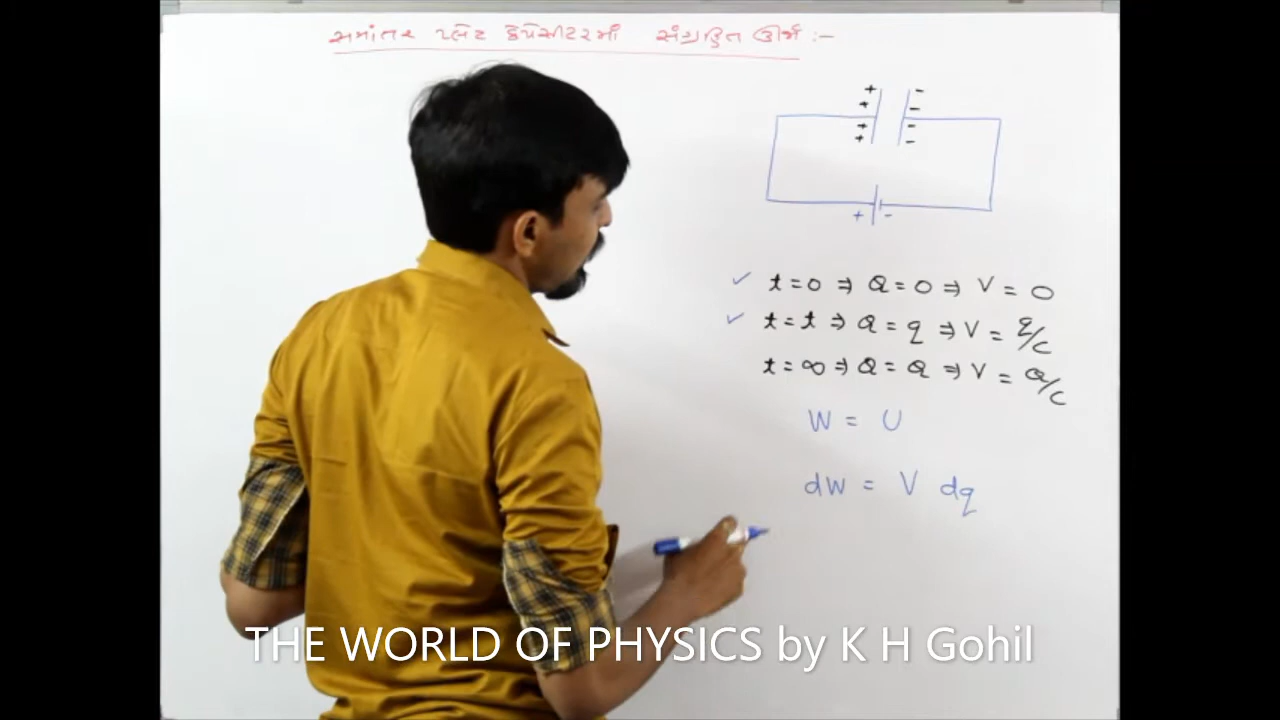 સમાંતર પ્લેટ કેપેસીટરમાં સંગ્રહિત ઊર્જા :-
+ -
+ -
+ -
+ -
+ -
✓ t = 0 ⇒ Q = 0 ⇒ V = 0
✓ t = t ⇒ Q = q ⇒ V = q/c
t = ∞ ⇒ Q = Q ⇒ V = Q/c
W = U
dW = V dq
THE WORLD OF PHYSICS by K H Gohil